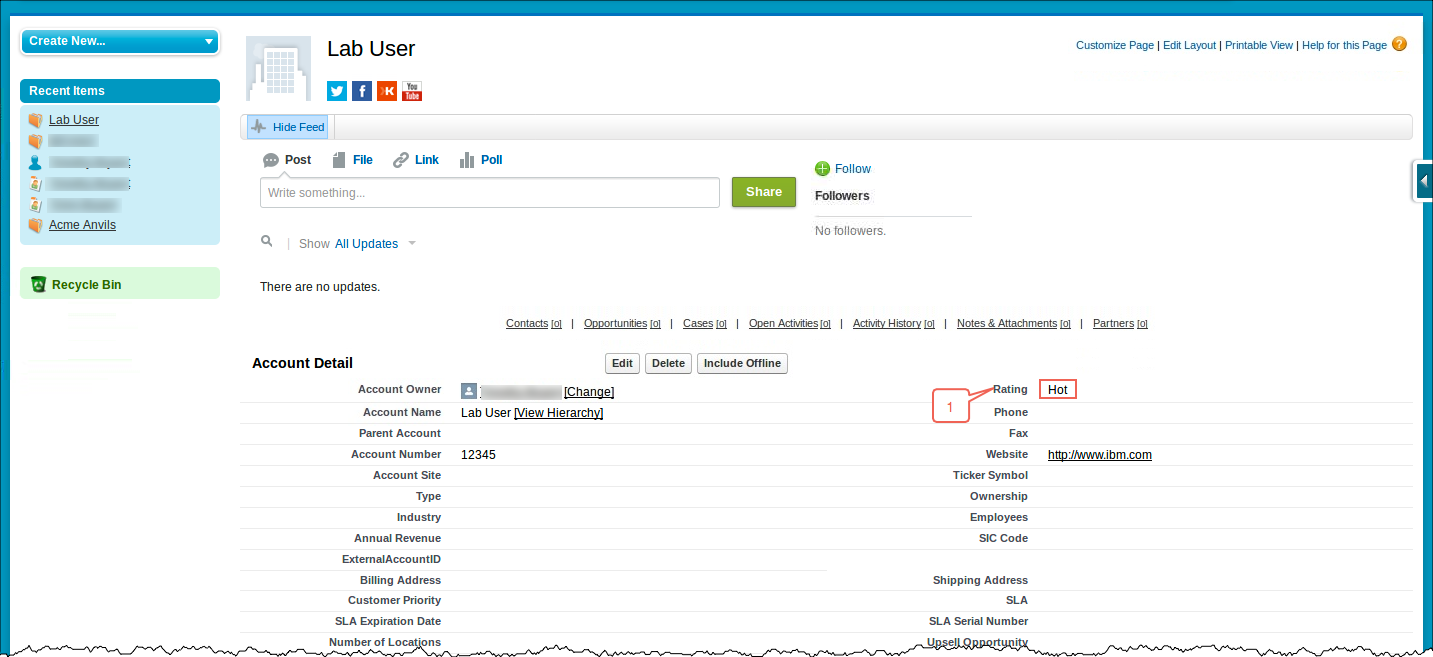 Create New...
Recent Items
Lab User
Acme Anvils
Recycle Bin
Lab User
Customize Page | Edit Layout | Printable View | Help for this Page ?
f
K
You
Tube
Hide Feed
Post File Link Poll
Write something...
Share
Follow
Followers
No followers.
Show All Updates
There are no updates.
Contacts [0] | Opportunities [0] | Cases [0] | Open Activities [0] | Activity History [0] | Notes & Attachments [0] | Partners [0]
Account Detail Edit Delete Include Offline
Account Owner [Change] Rating Hot
1
Account Name Lab User [View Hierarchy] Phone
Parent Account Fax
Account Number 12345 Website http://www.ibm.com
Account Site Ticker Symbol
Type Ownership
Industry Employees
Annual Revenue SIC Code
ExternalAccountID
Billing Address Shipping Address
Customer Priority SLA
SLA Expiration Date SLA Serial Number
Number of Locations Upsell Opportunity